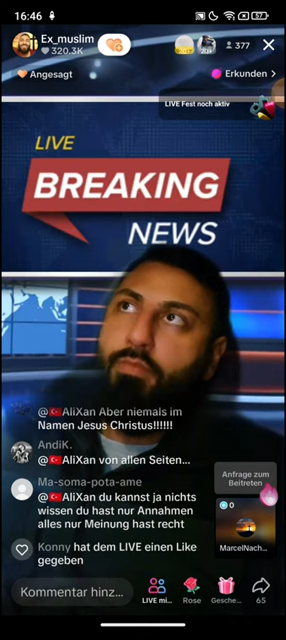 16:46
57
Ex_muslim
320.3K
377
Angesagt
Erkunden
LIVE Fest noch aktiv
LIVE
BREAKING
NEWS
@🇹🇷AliXan Aber niemals im
Namen Jesus Christus!!!!!!
AndiK.
@🇹🇷AliXan von allen Seiten...
Ma-soma-pota-ame
@🇹🇷AliXan du kannst ja nichts
wissen du hast nur Annahmen
alles nur Meinung hast recht
Konny hat dem LIVE einen Like
gegeben
Anfrage zum
Beitreten
0
MarcelNach...
Kommentar hinz...
LIVE mi...
Rose
Gesche...
65